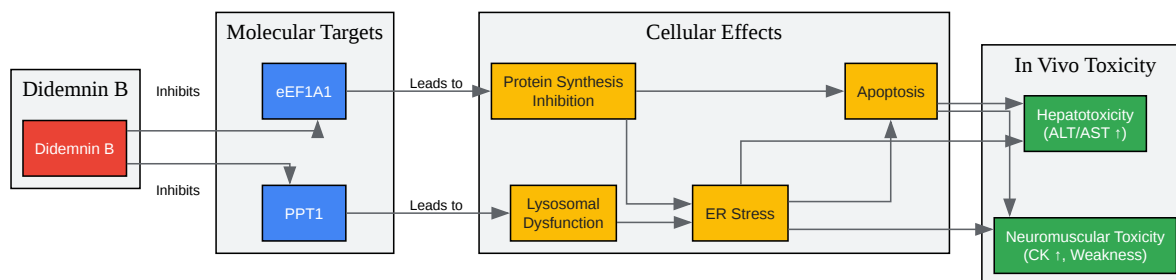 Didemnin B
Didemnin B
Inhibits
Inhibits
Molecular Targets
eEF1A1
PPT1
Leads to
Leads to
Cellular Effects
Protein Synthesis
Inhibition
Lysosomal
Dysfunction
ER Stress
Apoptosis
In Vivo Toxicity
Hepatotoxicity
(ALT/AST ↑)
Neuromuscular Toxicity
(CK ↑, Weakness)